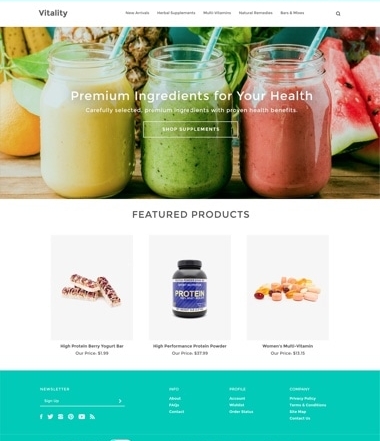 Vitality
New Arrivals Herbal Supplements Multi-Vitamins Natural Remedies Bars & Mixes
Premium Ingredients for Your Health
Carefully selected, premium ingredients with proven health benefits.
SHOP SUPPLEMENTS
FEATURED PRODUCTS
PROTEIN
High Protein Berry Yogurt Bar High Performance Protein Powder Women's Multi-Vitamin
Our Price: $1.99 Our Price: $37.99 Our Price: $13.15
NEWSLETTER INFO PROFILE COMPANY
Sign Up About Account Privacy Policy
FAQs Wishlist Terms & Conditions
Contact Order Status Site Map
Contact Us